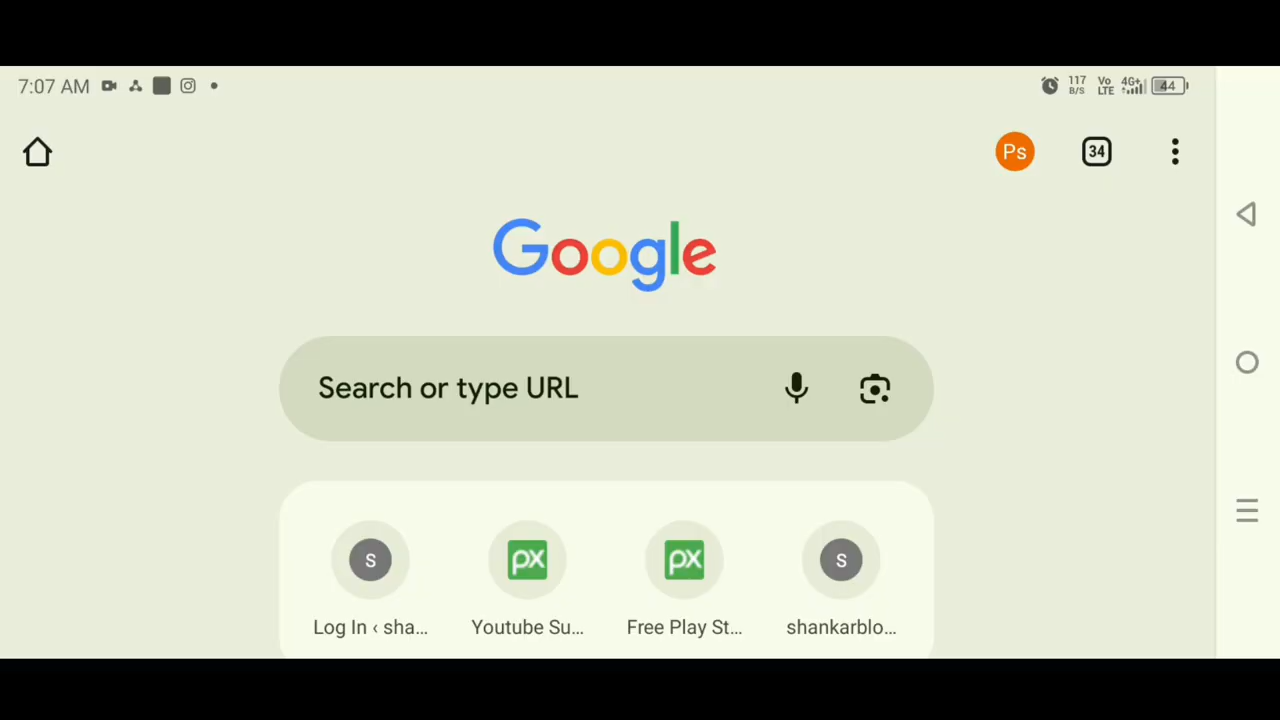 7:07 AM 117 B/S Vo LTE 4G+ 44
Ps 34
Google
Search or type URL
S px px S
Log In ‹ sha... Youtube Su... Free Play St... shankarblo...